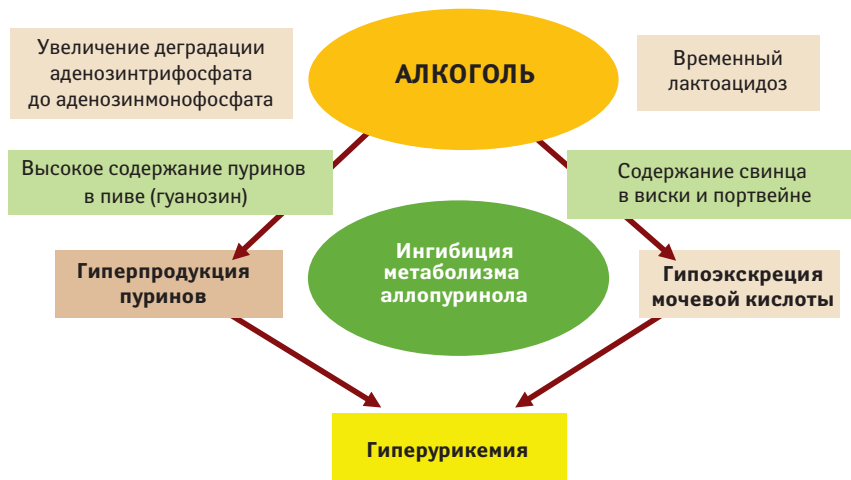 Увеличение деградации
аденозинтрифосфата
до аденозинмонофосфата
АЛКОГОЛЬ
Временный
лактоацидоз
Высокое содержание пуринов
в пиве (гуанозин)
Содержание свинца
в виски и портвейне
Ингибиция
метаболизма
аллопуринола
Гиперпродукция
пуринов
Гипоэкскреция
мочевой кислоты
Гиперурикемия